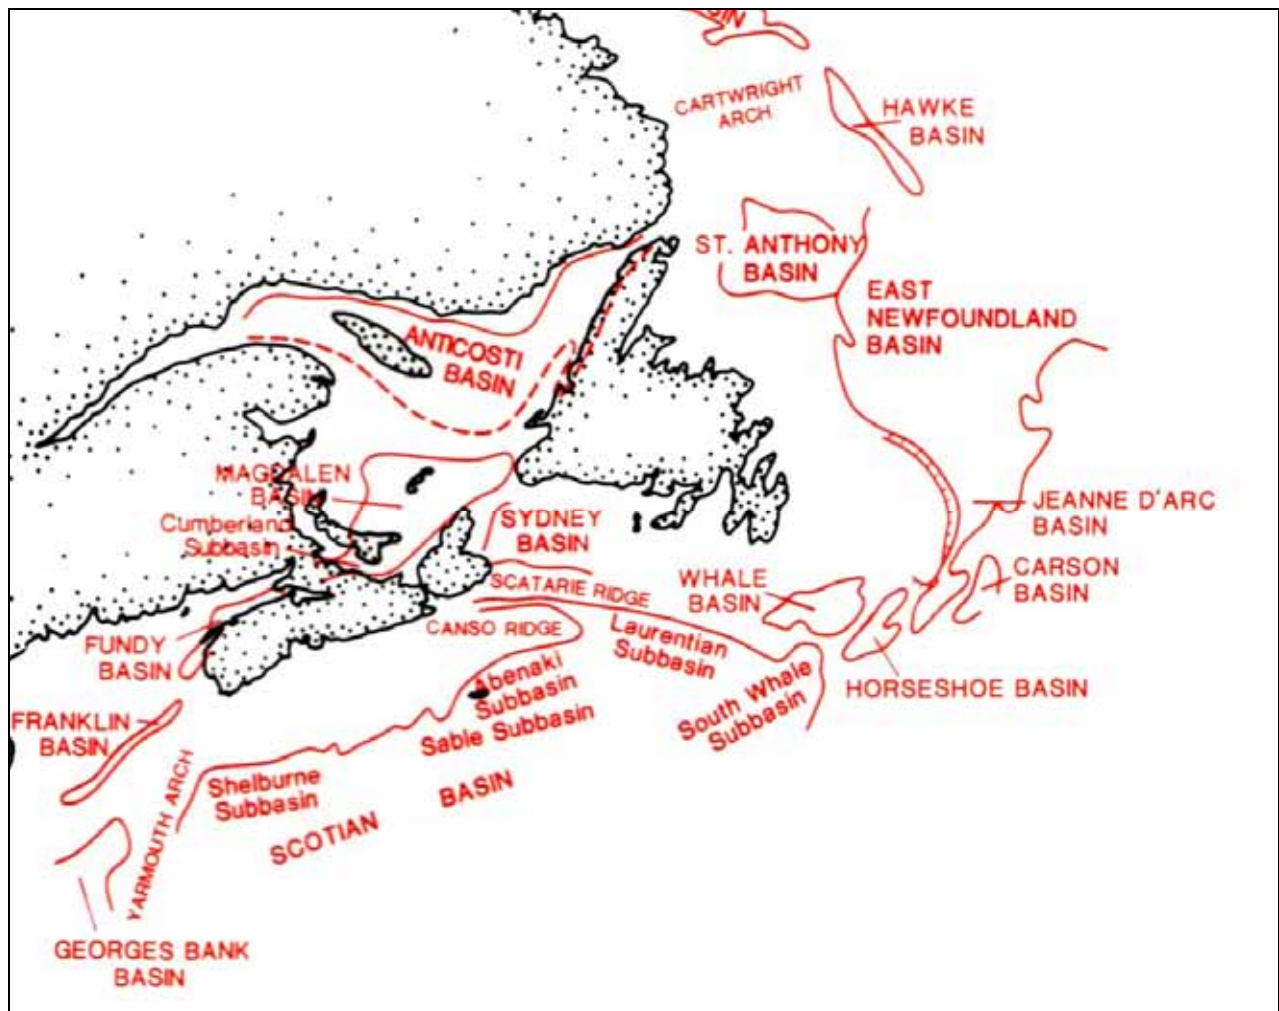 SIN
CARTWRIGHT
ARCH
HAWKE
BASIN
ST. ANTHONY
BASIN
EAST
NEWFOUNDLAND
BASIN
ANTICOSTI
BASIN
MAGDALEN
BASIN
Cumberland
Subbasin
SYDNEY
BASIN
JEANNE D'ARC
BASIN
SCATARIE RIDGE
WHALE
BASIN
CARSON
BASIN
CANSO RIDGE
Laurentian
Subbasin
FUNDY
BASIN
HORSESHOE BASIN
Abenaki
Subbasin
Sable Subbasin
South Whale
Subbasin
FRANKLIN
BASIN
YARMOUTH ARCH
Shelburne
Subbasin
SCOTIAN BASIN
GEORGES BANK
BASIN